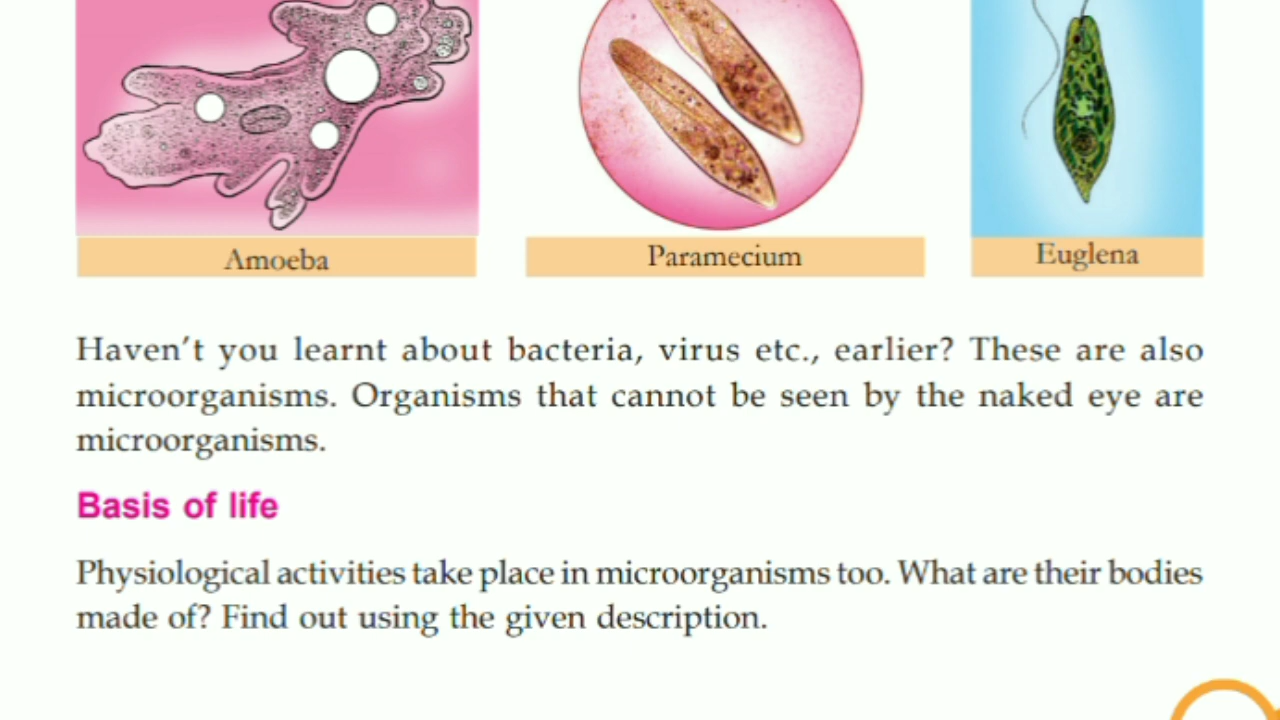 Amoeba
Paramecium
Euglena
Haven't you learnt about bacteria, virus etc., earlier? These are also
microorganisms. Organisms that cannot be seen by the naked eye are
microorganisms.
Basis of life
Physiological activities take place in microorganisms too. What are their bodies
made of? Find out using the given description.